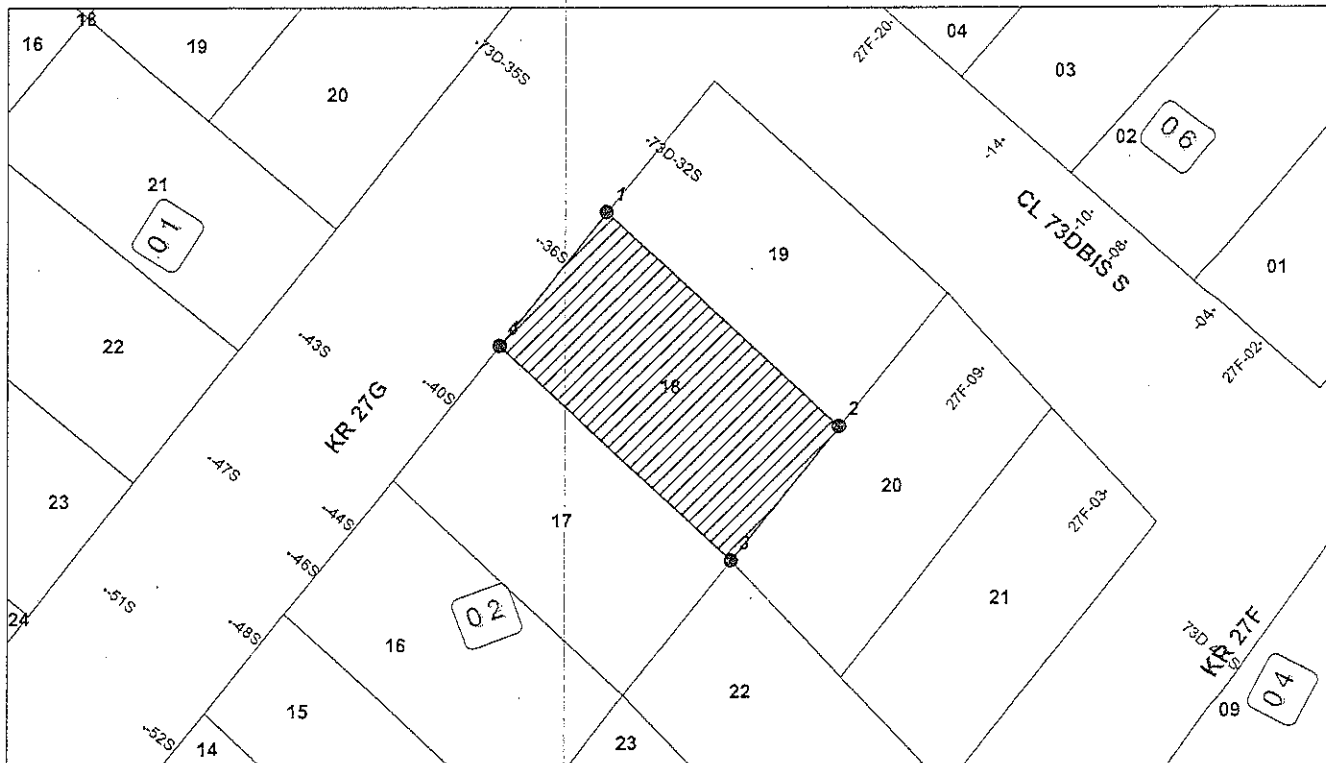 18
16
19
20
.-73D-35S
27F-20-
04
03
02
06
-14-
21
01
.-73D-32S
1
.-36S
CL 73DBIS S
-10-
-08-
19
01
-04-
27F-02-
22
.-43S
4
.-40S
KR 27G
18
2
27F-09-
23
.-47S
.-44S
17
20
27F-03-
3
.-46S
24
.-51S
.-48S
02
16
21
73D
S
KR 27F
04
09
22
15
.-52S
14
23